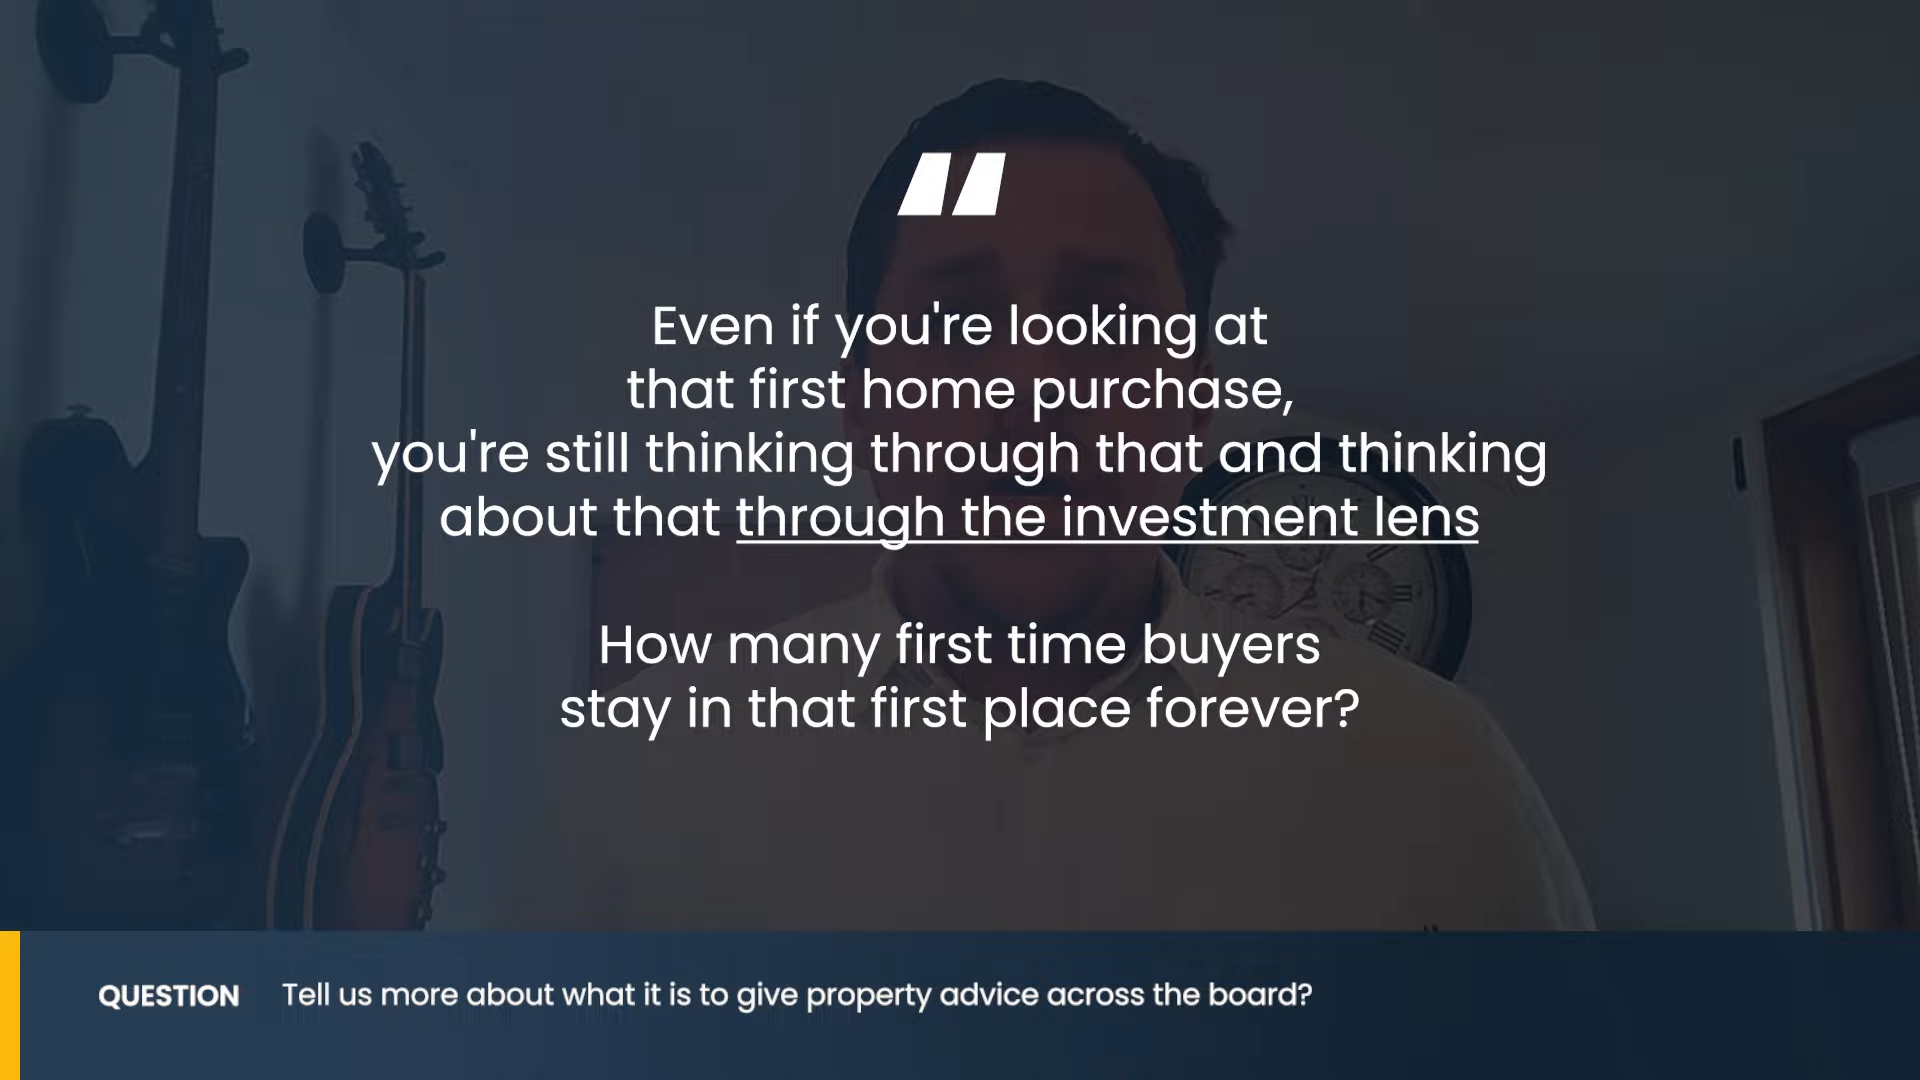 “
Even if you're looking at
that first home purchase,
you're still thinking through that and thinking
about that through the investment lens
How many first time buyers
stay in that first place forever?
QUESTION Tell us more about what it is to give property advice across the board?